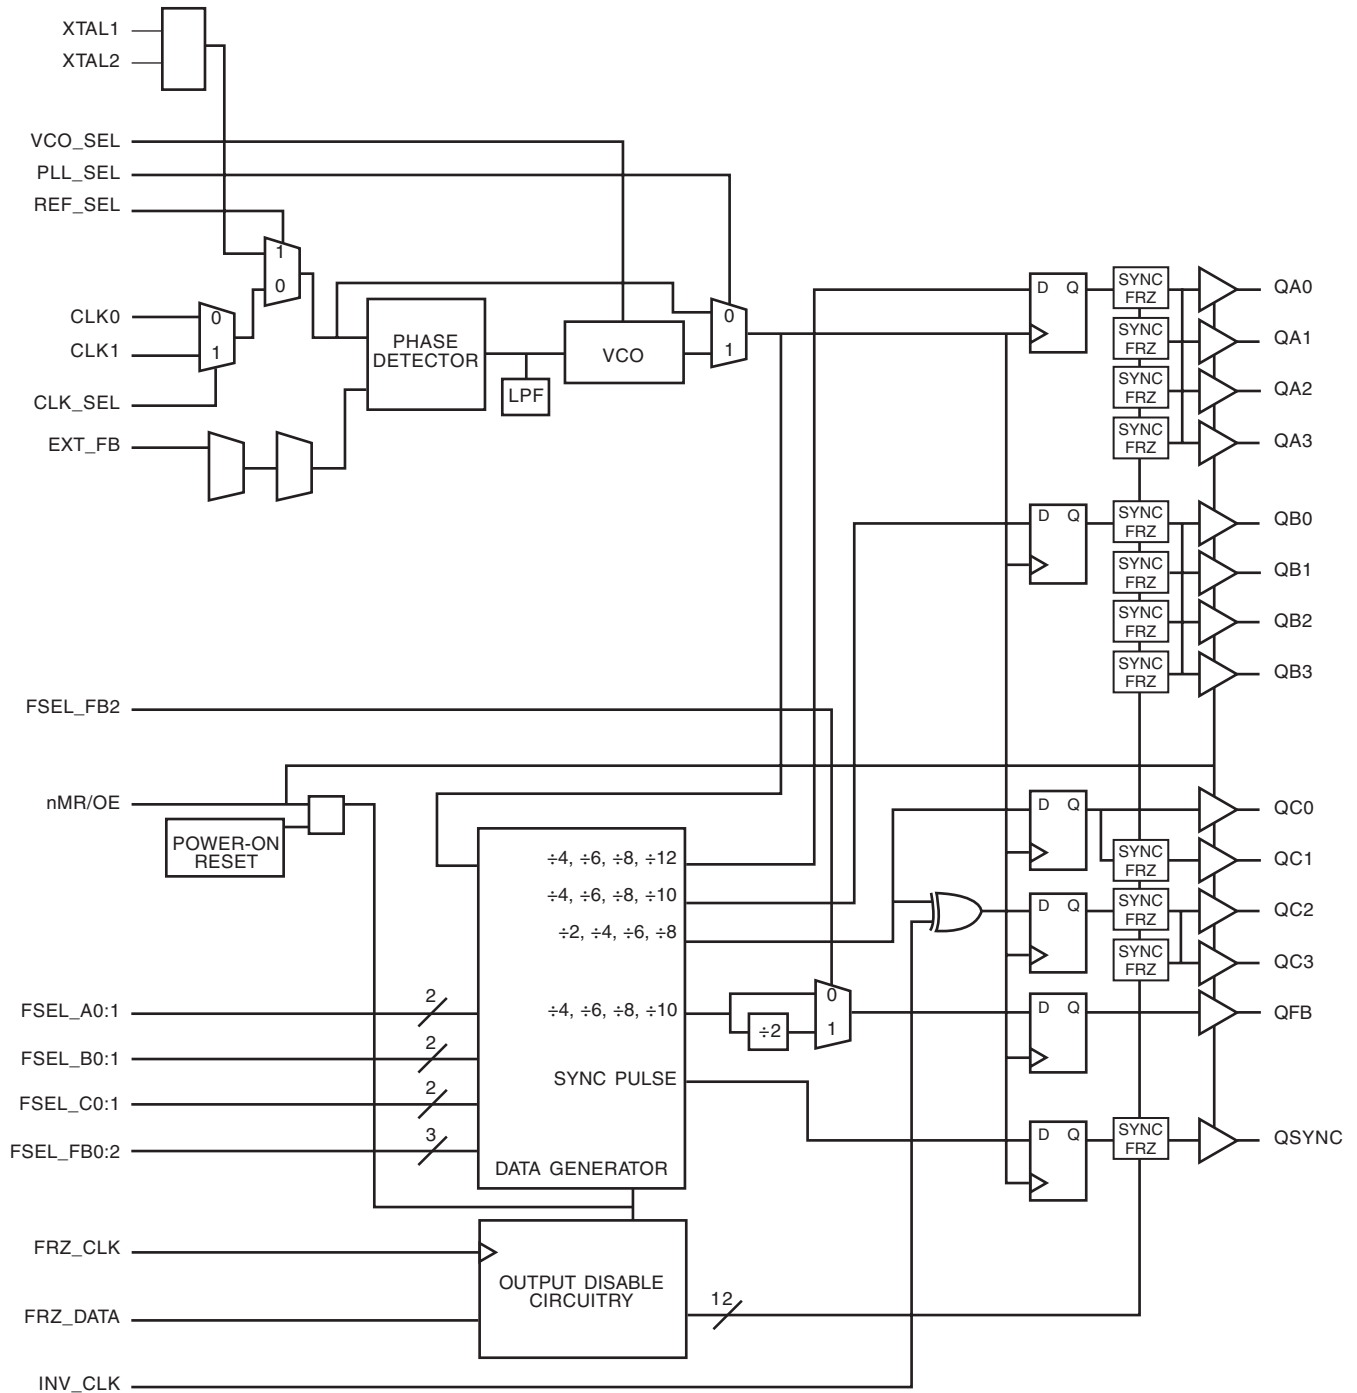 XTAL1
XTAL2
VCO_SEL
PLL_SEL
REF_SEL
1
0
CLK0
CLK1
0
1
CLK_SEL
EXT_FB
PHASE
DETECTOR
LPF
VCO
0
1
D Q
SYNC
FRZ
QA0
SYNC
FRZ
QA1
SYNC
FRZ
QA2
SYNC
FRZ
QA3
D Q
SYNC
FRZ
QB0
SYNC
FRZ
QB1
SYNC
FRZ
QB2
SYNC
FRZ
QB3
FSEL_FB2
nMR/OE
POWER-ON
RESET
÷4, ÷6, ÷8, ÷12
÷4, ÷6, ÷8, ÷10
÷2, ÷4, ÷6, ÷8
÷4, ÷6, ÷8, ÷10
SYNC PULSE
DATA GENERATOR
÷2
0
1
D Q
QC0
SYNC
FRZ
QC1
D Q
SYNC
FRZ
QC2
SYNC
FRZ
QC3
D Q
QFB
D Q
SYNC
FRZ
QSYNC
FSEL_A0:1
2
FSEL_B0:1
2
FSEL_C0:1
2
FSEL_FB0:2
3
FRZ_CLK
FRZ_DATA
OUTPUT DISABLE
CIRCUITRY
12
INV_CLK